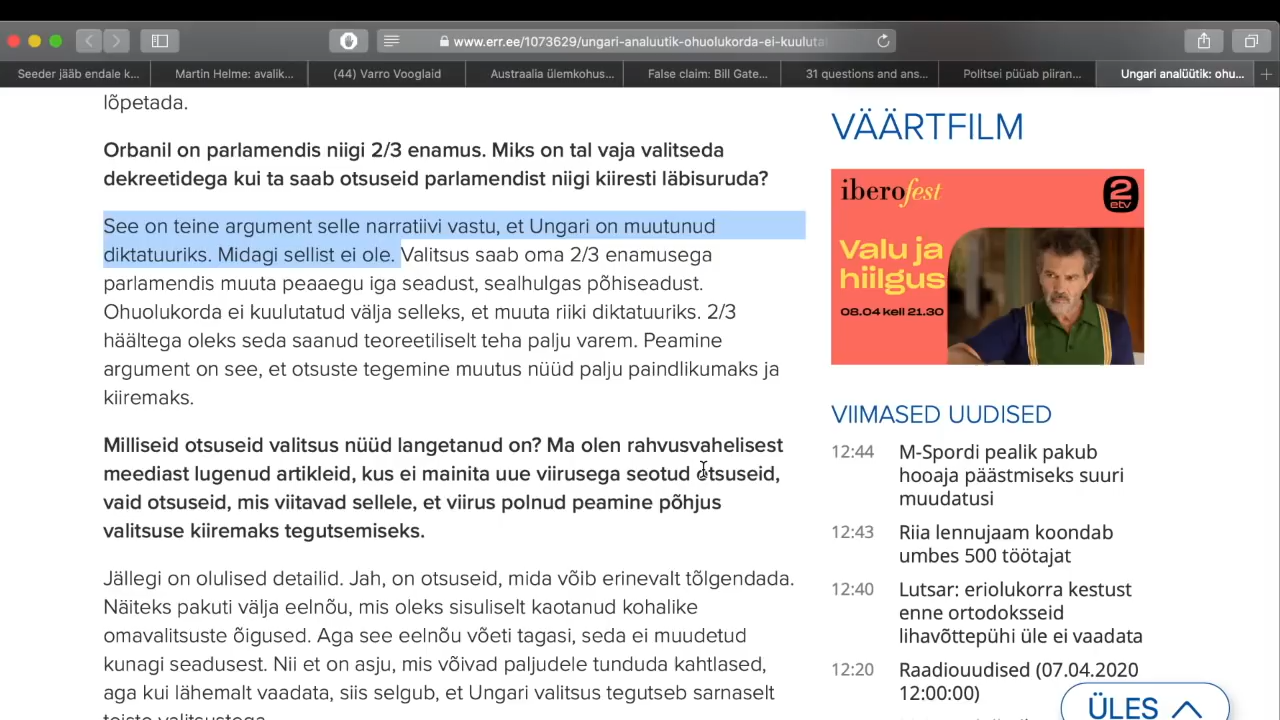 www.err.ee/1073629/ungari-analuutik-ohuolukorda-ei-kuuluta
Seeder jääb endale k...
Martin Helme: avalik...
(44) Varro Vooglaid
Austraalia ülemkohus...
False claim: Bill Gate...
31 questions and ans...
Politsei püüab piiran...
Ungari analüütik: ohu...
lõpetada.
Orbanil on parlamendis niigi 2/3 enamus. Miks on tal vaja valitseda
dekreetidega kui ta saab otsuseid parlamendist niigi kiiresti läbisuruda?
See on teine argument selle narratiivi vastu, et Ungari on muutunud
diktatuuriks. Midagi sellist ei ole. Valitsus saab oma 2/3 enamusega
parlamendis muuta peaaegu iga seadust, sealhulgas põhiseadust.
Ohuolukorda ei kuulutatud välja selleks, et muuta riiki diktatuuriks. 2/3
häältega oleks seda saanud teoreetiliselt teha palju varem. Peamine
argument on see, et otsuste tegemine muutus nüüd palju paindlikumaks ja
kiiremaks.
Milliseid otsuseid valitsus nüüd langetanud on? Ma olen rahvusvahelisest
meediast lugenud artikleid, kus ei mainita uue viirusega seotud otsuseid,
vaid otsuseid, mis viitavad sellele, et viirus polnud peamine põhjus
valitsuse kiiremaks tegutsemiseks.
Jällegi on olulised detailid. Jah, on otsuseid, mida võib erinevalt tõlgendada.
Näiteks pakuti välja eelnõu, mis oleks sisuliselt kaotanud kohalike
omavalitsuste õigused. Aga see eelnõu võeti tagasi, seda ei muudetud
kunagi seadusest. Nii et on asju, mis võivad paljudele tunduda kahtlased,
aga kui lähemalt vaadata, siis selgub, et Ungari valitsus tegutseb sarnaselt
teiste valitsustega.
VÄÄRTFILM
iberofest
2
etv
Valu ja
hiilgus
08.04 kell 21.30
VIIMASED UUDISED
12:44 M-Spordi pealik pakub
hooaja päästmiseks suuri
muudatusi
12:43 Riia lennujaam koondab
umbes 500 töötajat
12:40 Lutsar: eriolukorra kestust
enne ortodoksseid
lihavõttepühi üle ei vaadata
12:20 Raadiouudised (07.04.2020
12:00:00)
ÜLES